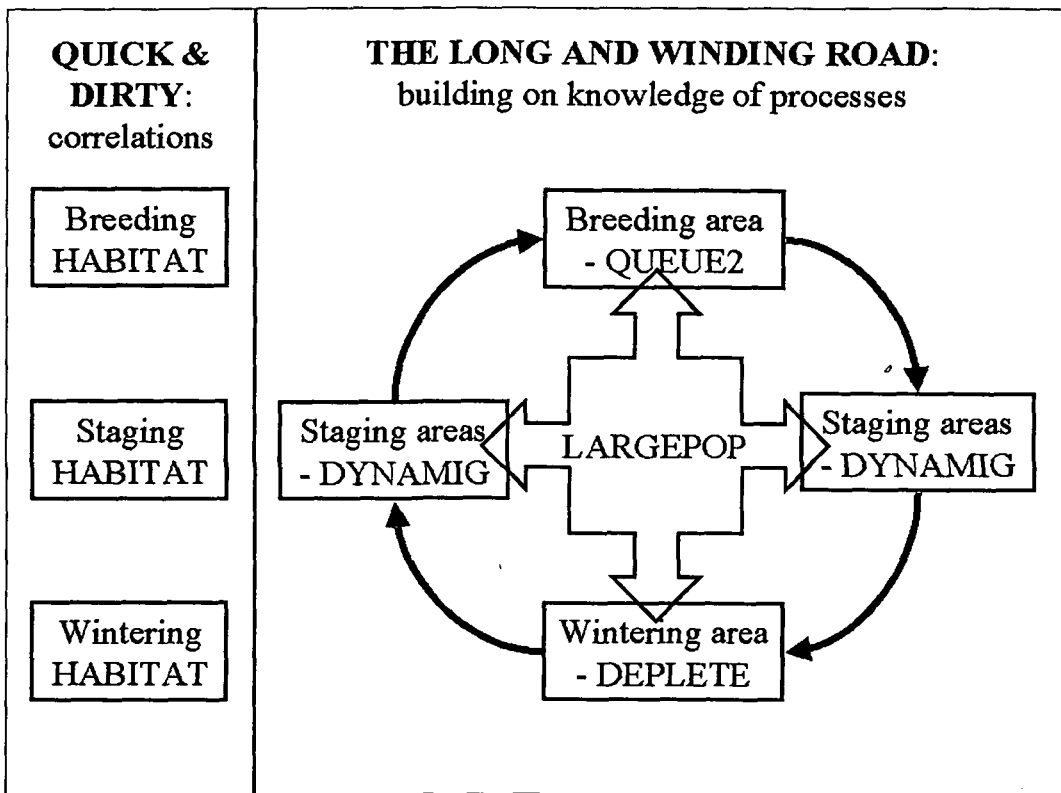 QUICK &
DIRTY:
correlations
Breeding
HABITAT
Staging
HABITAT
Wintering
HABITAT
THE LONG AND WINDING ROAD:
building on knowledge of processes
Breeding area
- QUEUE2
Staging areas
- DYNAMIG
LARGEPOP
Staging areas
- DYNAMIG
Wintering area
- DEPLETE